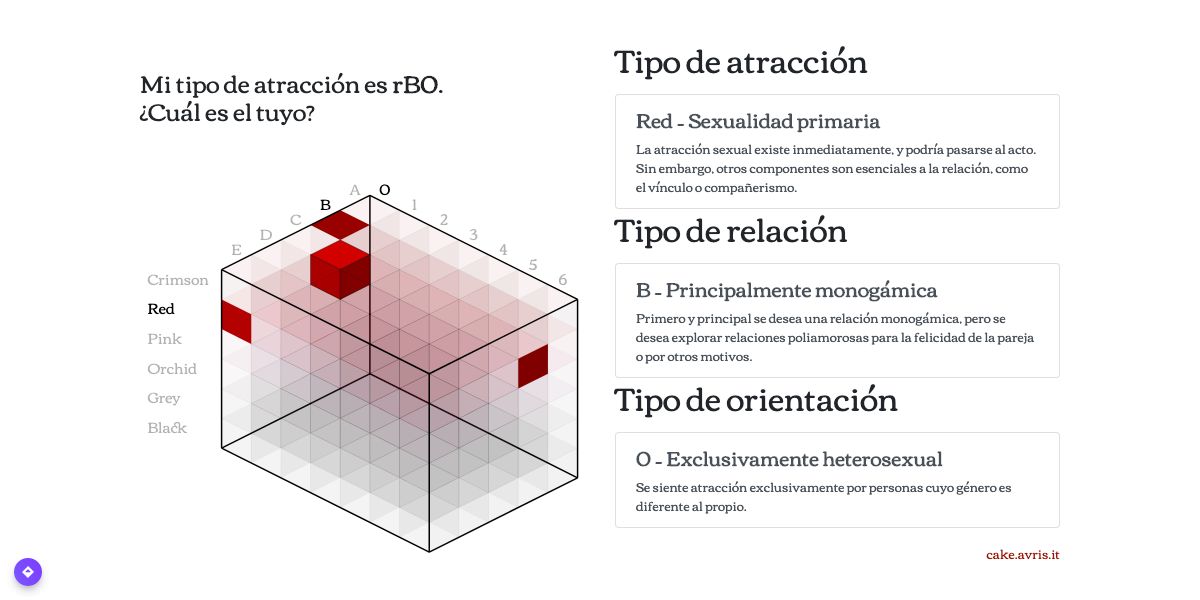 Mi tipo de atracción es rB0.
¿Cuál es el tuyo?
A 0
B 1
C 2
D 3
E 4
5
6
Crimson
Red
Pink
Orchid
Grey
Black
Tipo de atracción
Red - Sexualidad primaria
La atracción sexual existe inmediatamente, y podría pasarse al acto.
Sin embargo, otros componentes son esenciales a la relación, como
el vínculo o compañerismo.
Tipo de relación
B - Principalmente monogámica
Primero y principal se desea una relación monogámica, pero se
desea explorar relaciones poliamorosas para la felicidad de la pareja
o por otros motivos.
Tipo de orientación
0 - Exclusivamente heterosexual
Se siente atracción exclusivamente por personas cuyo género es
diferente al propio.
cake.avris.it